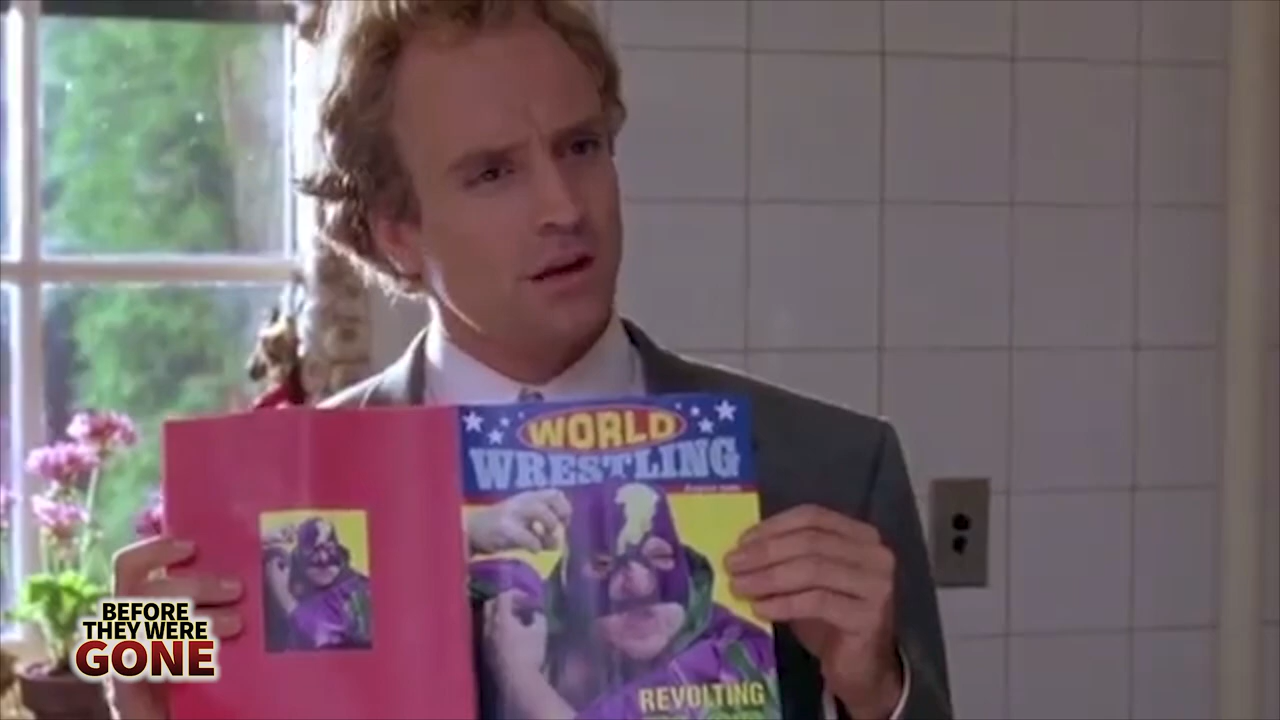 WORLD
WRESTLING
REVOLTING
BEFORE
THEY WERE
GONE